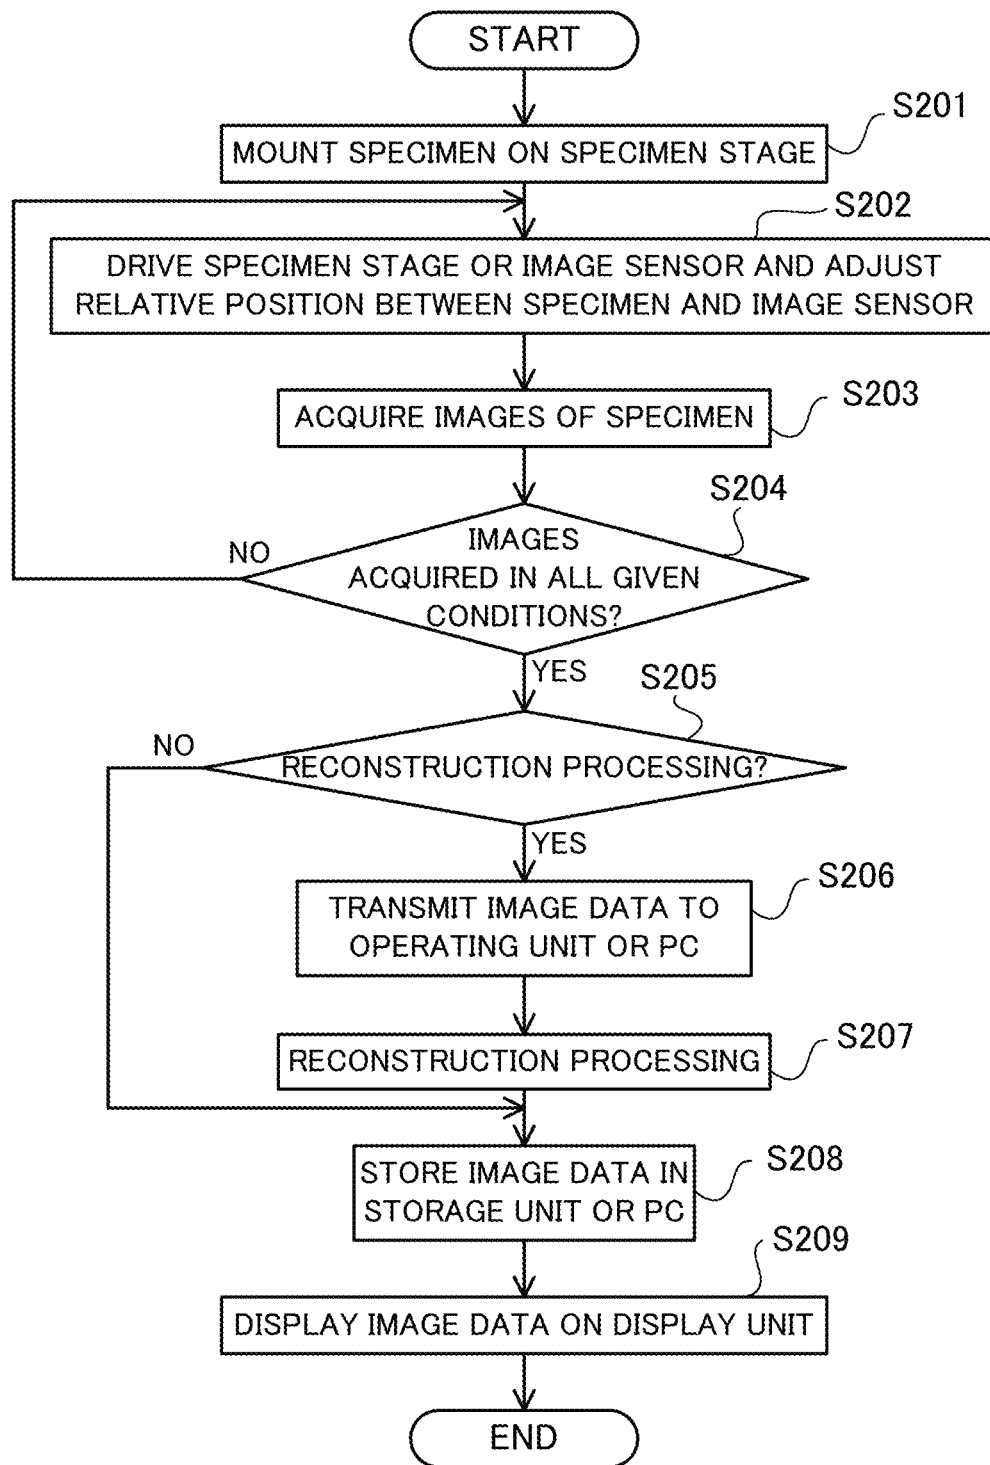 START
S201
MOUNT SPECIMEN ON SPECIMEN STAGE
S202
DRIVE SPECIMEN STAGE OR IMAGE SENSOR AND ADJUST
RELATIVE POSITION BETWEEN SPECIMEN AND IMAGE SENSOR
S203
ACQUIRE IMAGES OF SPECIMEN
S204
IMAGES
ACQUIRED IN ALL GIVEN
CONDITIONS?
NO
YES
S205
RECONSTRUCTION PROCESSING?
NO
YES
S206
TRANSMIT IMAGE DATA TO
OPERATING UNIT OR PC
S207
RECONSTRUCTION PROCESSING
S208
STORE IMAGE DATA IN
STORAGE UNIT OR PC
S209
DISPLAY IMAGE DATA ON DISPLAY UNIT
END